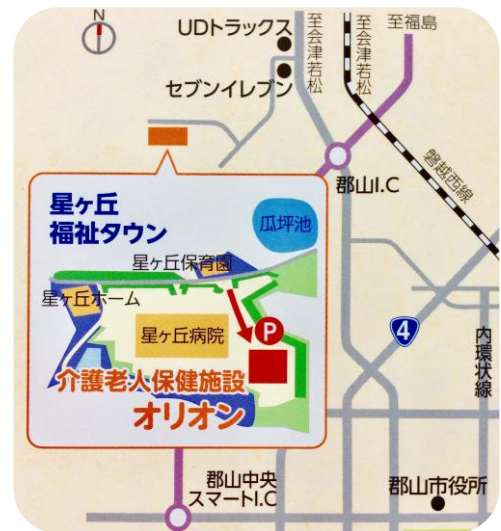 N
UDトラックス
セブンイレブン
至会津若松
至会津若松
至福島
郡山I.C
磐越西線
星ヶ丘
福祉タウン
瓜坪池
星ヶ丘保育園
星ヶ丘ホーム
星ヶ丘病院
P
介護老人保健施設
オリオン
4
内環状線
郡山中央
スマートI.C
郡山市役所